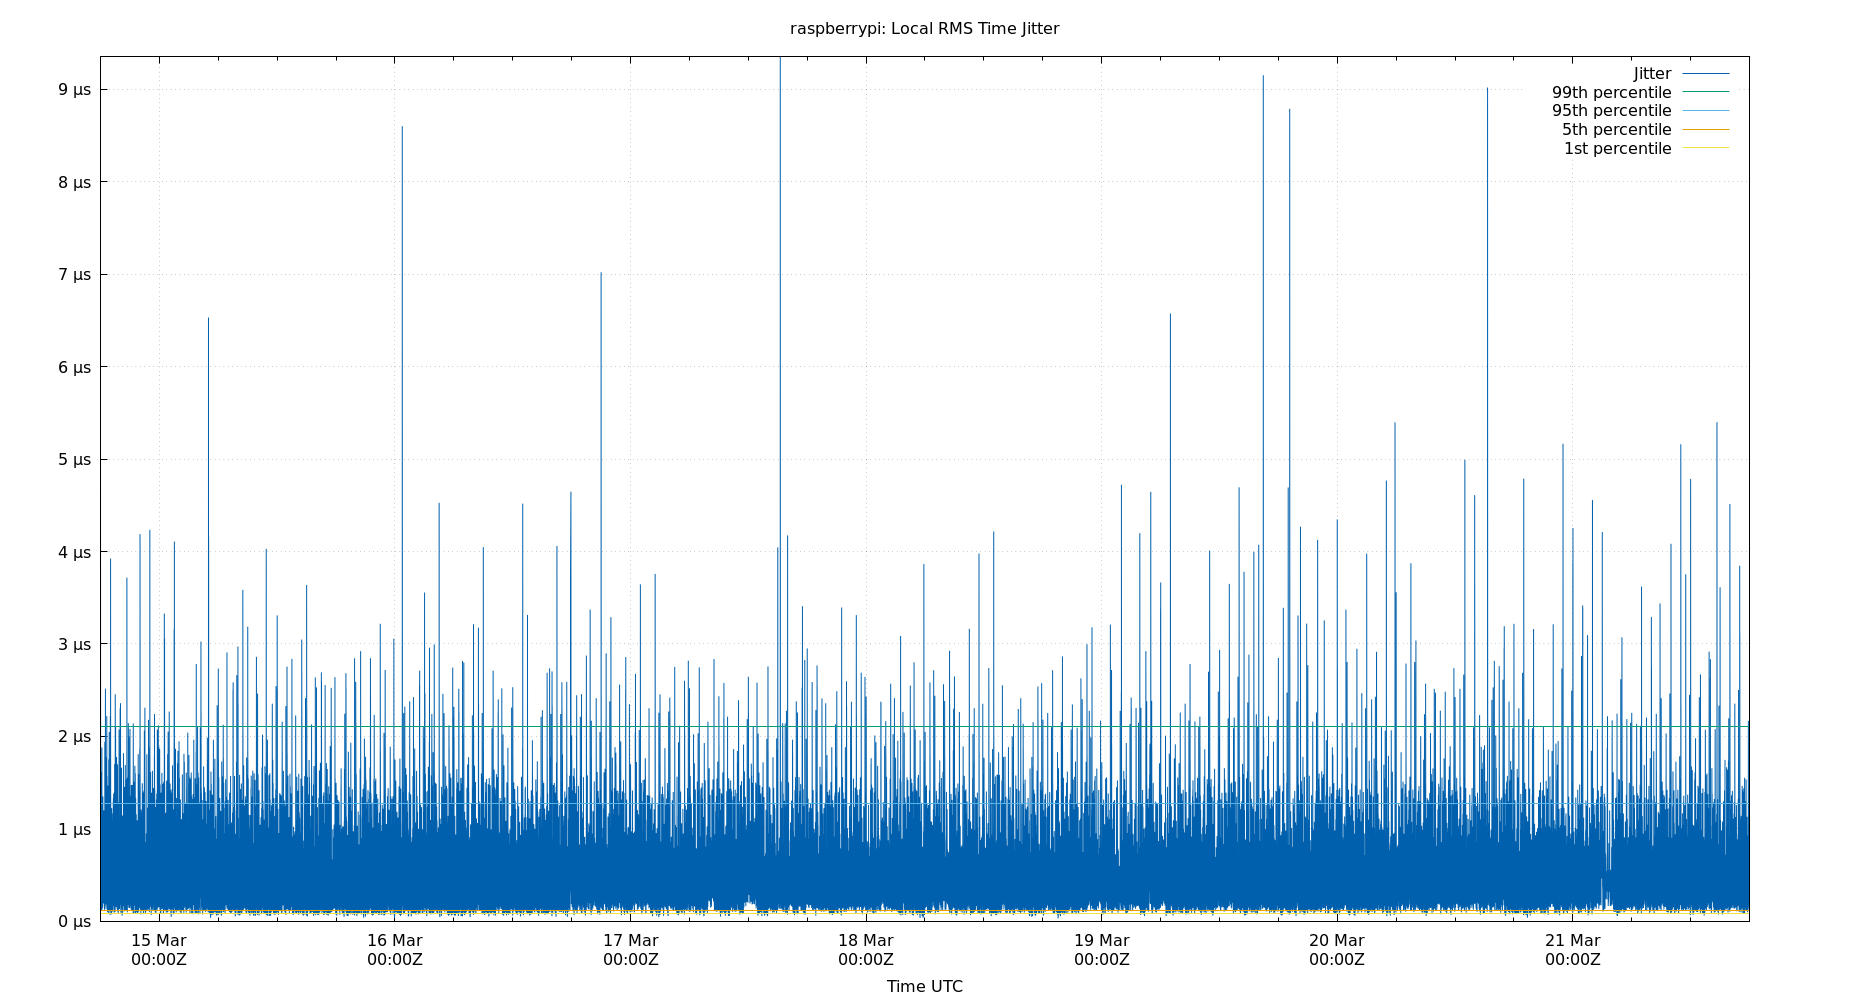 raspberrypi: Local RMS Time Jitter
Jitter
99th percentile
95th percentile
5th percentile
1st percentile
9 µs
8 µs
7 µs
6 µs
5 µs
4 µs
3 µs
2 µs
1 µs
0 µs
15 Mar 16 Mar 17 Mar 18 Mar 19 Mar 20 Mar 21 Mar
00:00Z 00:00Z 00:00Z 00:00Z 00:00Z 00:00Z 00:00Z
Time UTC